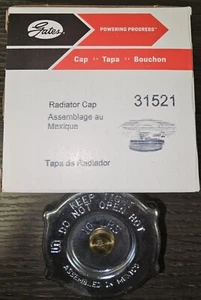 Gates
POWERING PROGRESS
Cap Tapa Bouchon
Radiator Cap 31521
Assemblage au
Mexique
Tapa de Radiador
KEEP TIGHT
DO NOT OPEN HOT
ASSEMBLED IN MEXICO